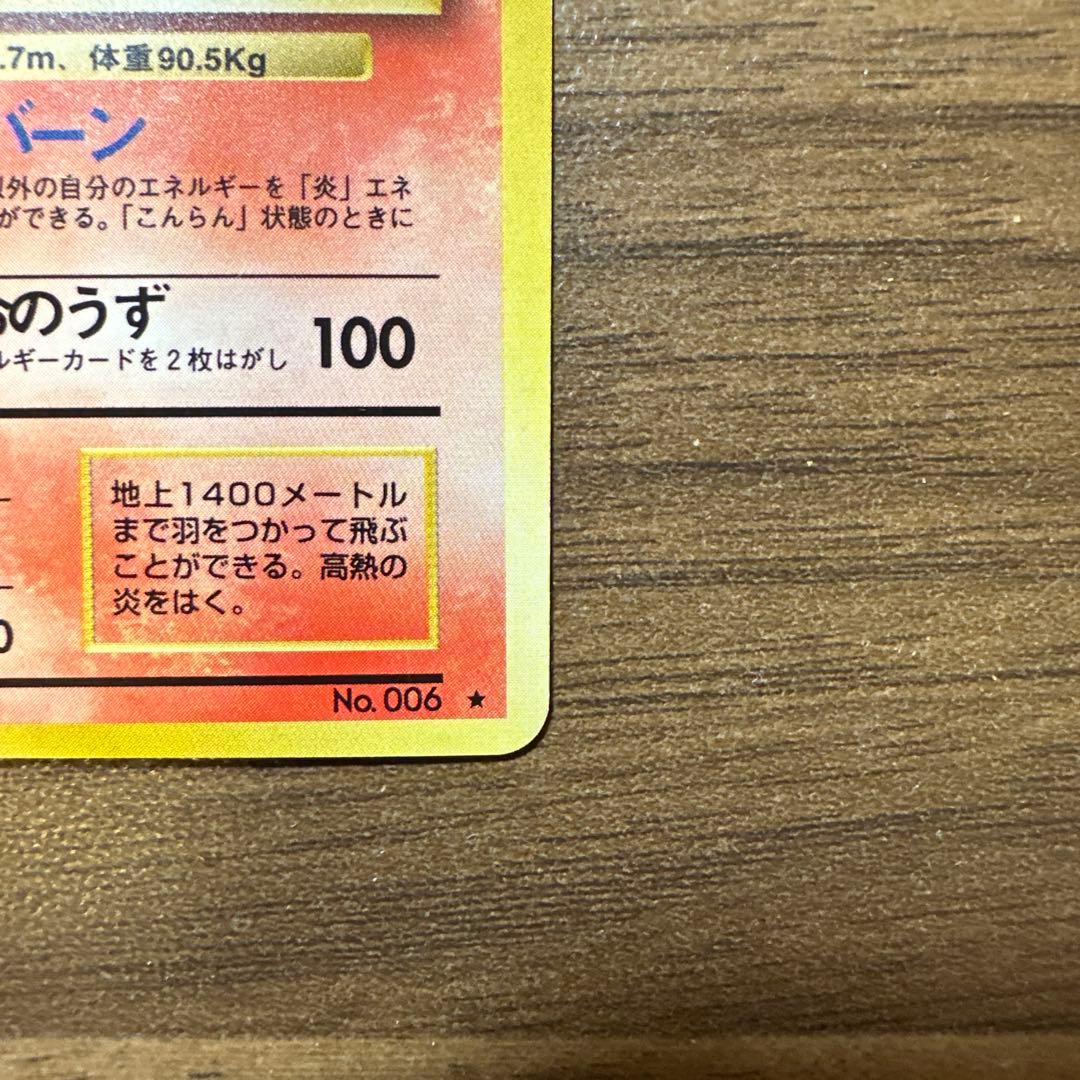 .7m、体重90.5Kg
バーン
以外の自分のエネルギーを「炎」エネ
ができる。「こんらん」状態のときに
のうず
100
ルギーカードを2枚はがし
地上1400メートル
まで羽をつかって飛ぶ
ことができる。高熱の
炎をはく。
0
No. 006 ★